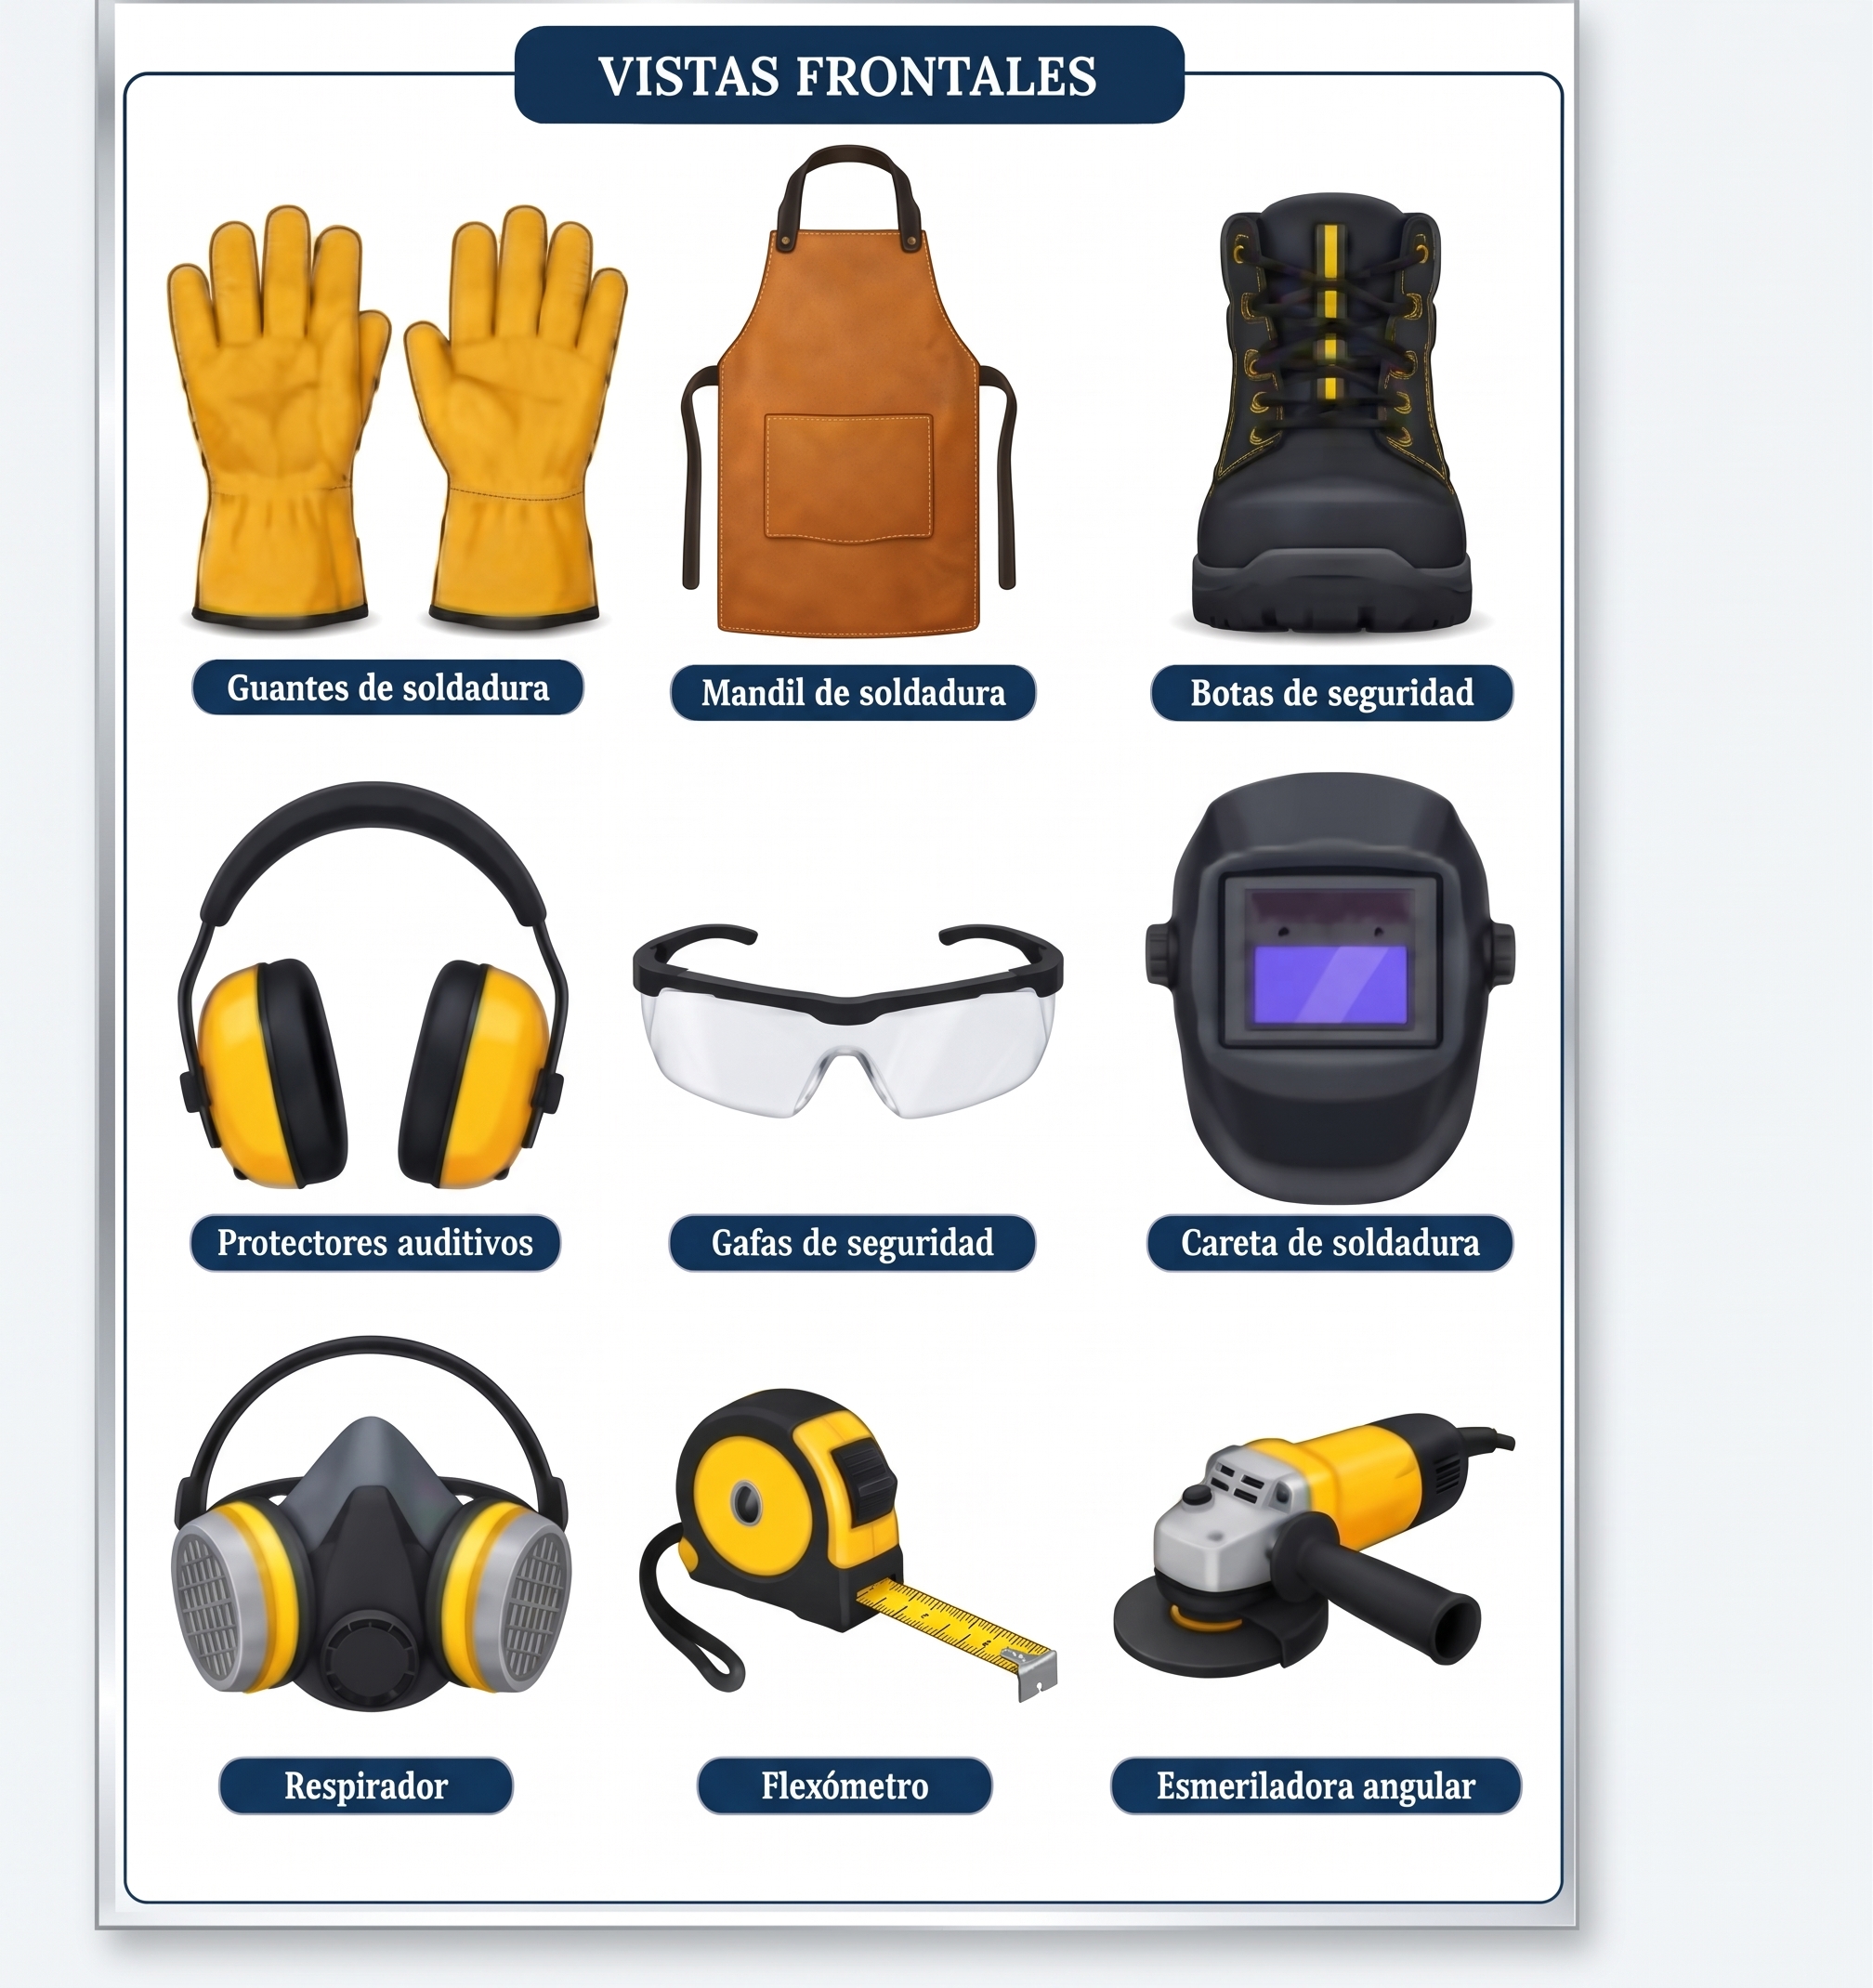 VISTAS FRONTALES
Guantes de soldadura
Mandil de soldadura
Botas de seguridad
Protectores auditivos
Gafas de seguridad
Careta de soldadura
Respirador
Flexómetro
Esmeriladora angular